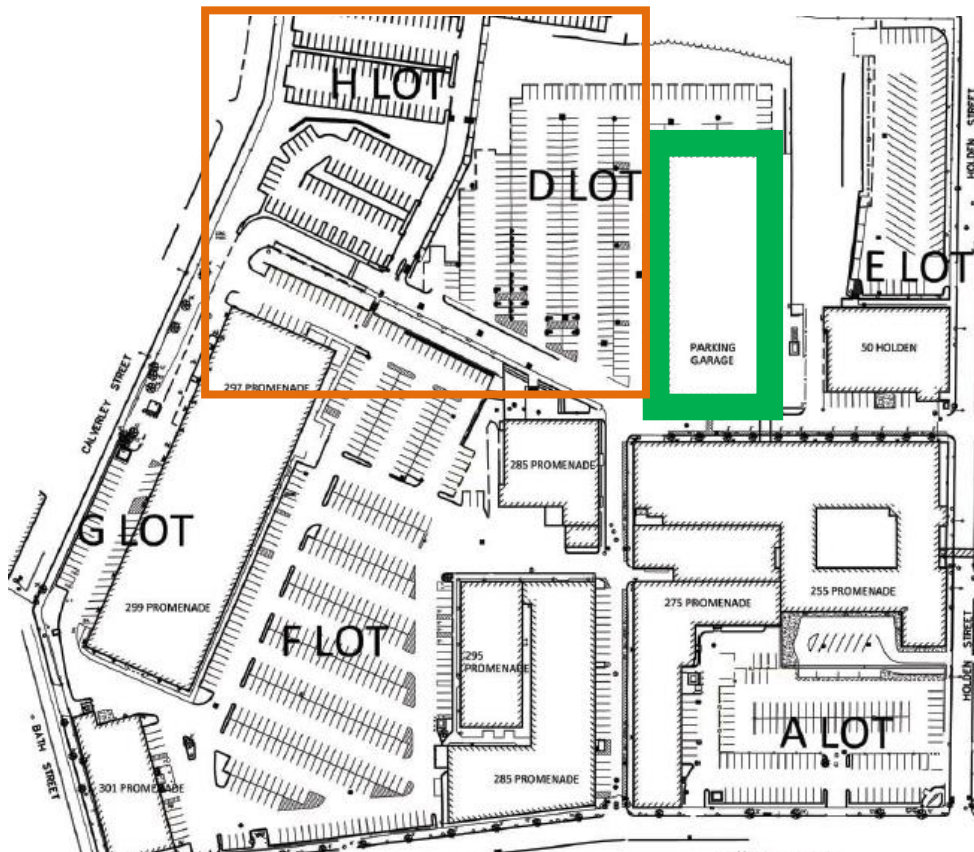 H LOT
D LOT
E LOT
HOLDEN STREET
PARKING
GARAGE
50 HOLDEN
297 PROMENADE
CALVERLEY STREET
285 PROMENADE
G LOT
299 PROMENADE
F LOT
295
PROMENADE
275 PROMENADE
255 PROMENADE
HOLDEN STREET
A LOT
BATH STREET
301 PROMENADE
285 PROMENADE